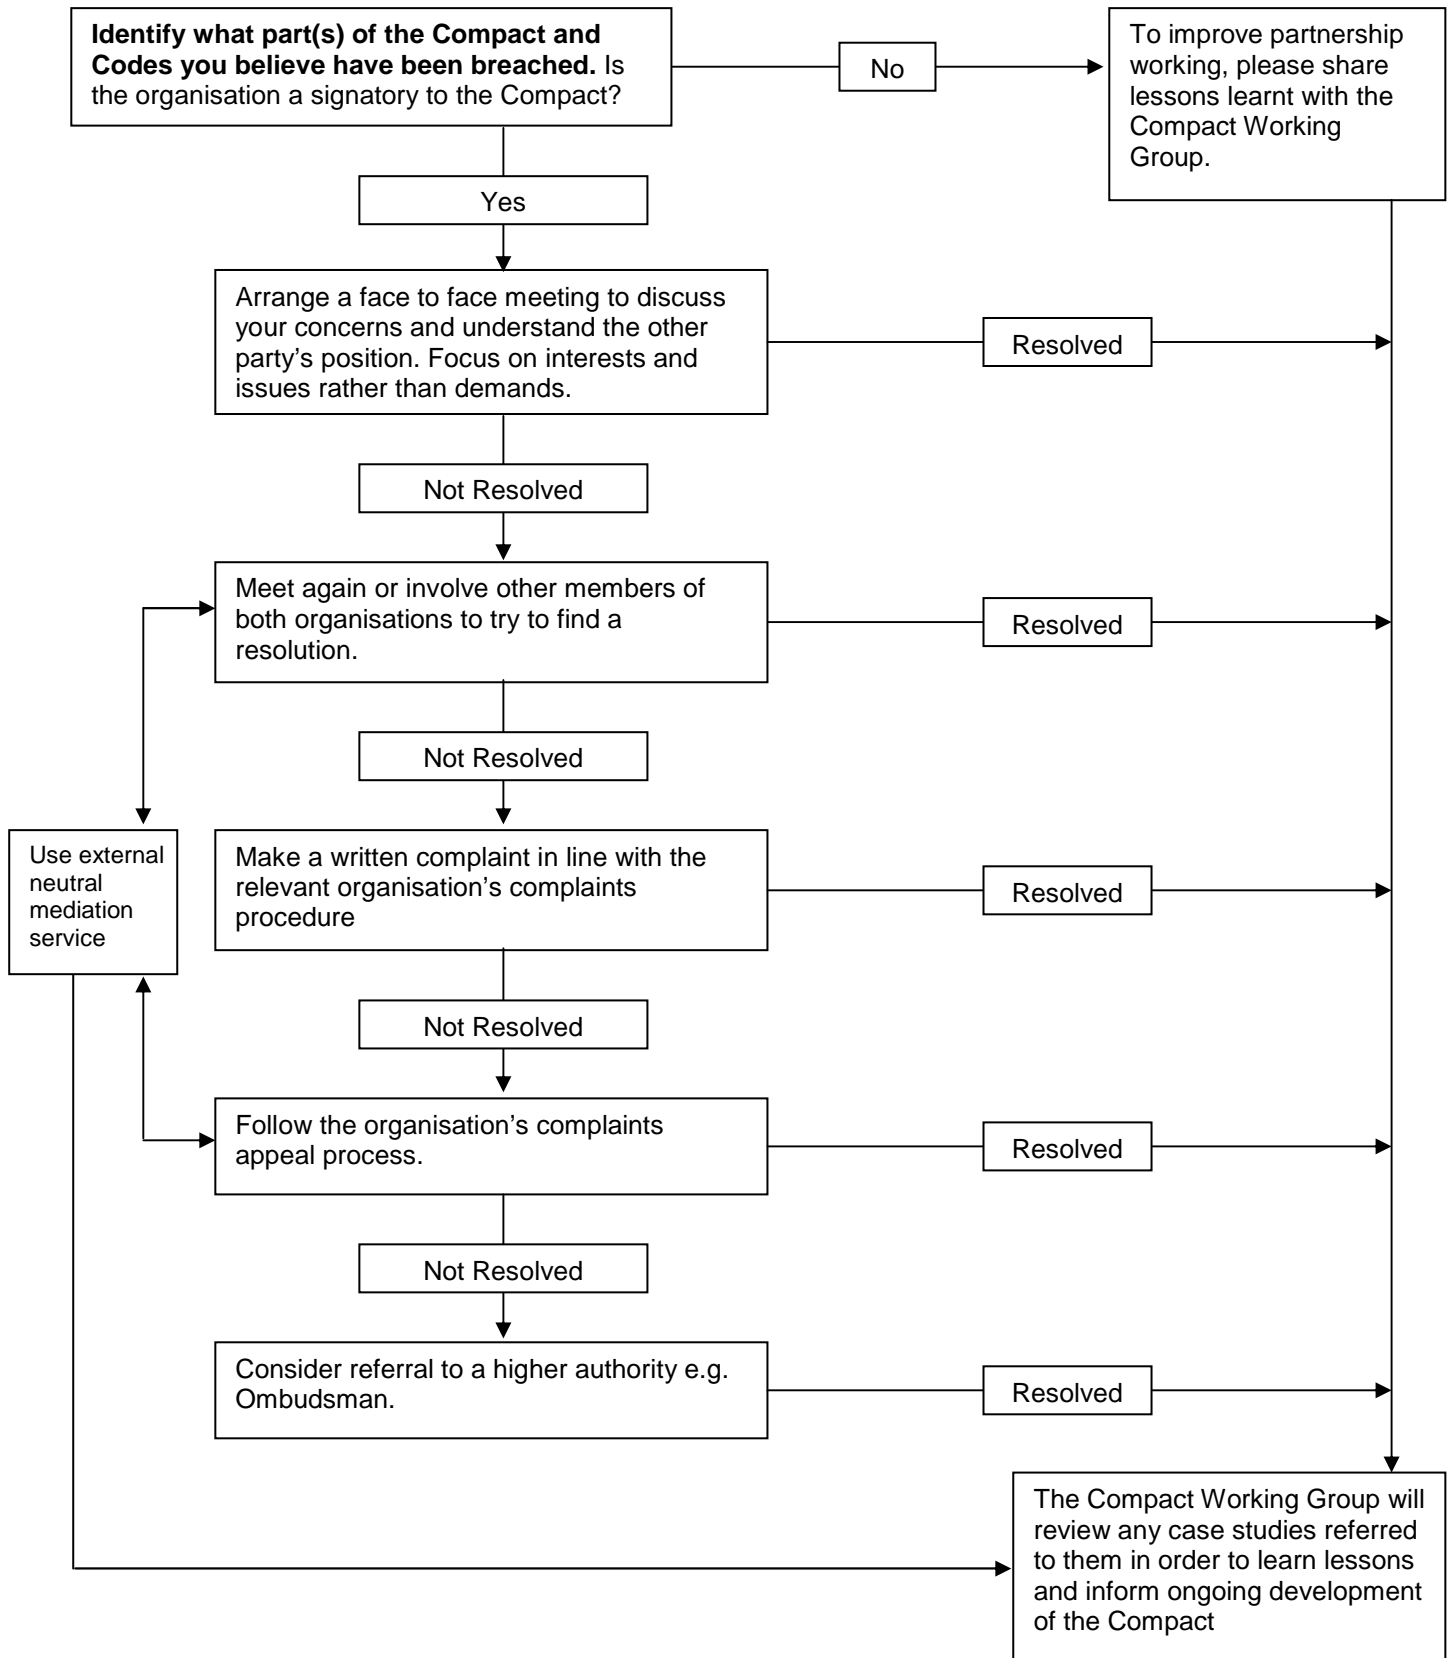 Identify what part(s) of the Compact and
Codes you believe have been breached. Is
the organisation a signatory to the Compact?
No
To improve partnership
working, please share
lessons learnt with the
Compact Working
Group.
Yes
Arrange a face to face meeting to discuss
your concerns and understand the other
party's position. Focus on interests and
issues rather than demands.
Resolved
Not Resolved
Meet again or involve other members of
both organisations to try to find a
resolution.
Resolved
Not Resolved
Use external
neutral
mediation
service
Make a written complaint in line with the
relevant organisation's complaints
procedure
Resolved
Not Resolved
Follow the organisation's complaints
appeal process.
Resolved
Not Resolved
Consider referral to a higher authority e.g.
Ombudsman.
Resolved
The Compact Working Group will
review any case studies referred
to them in order to learn lessons
and inform ongoing development
of the Compact